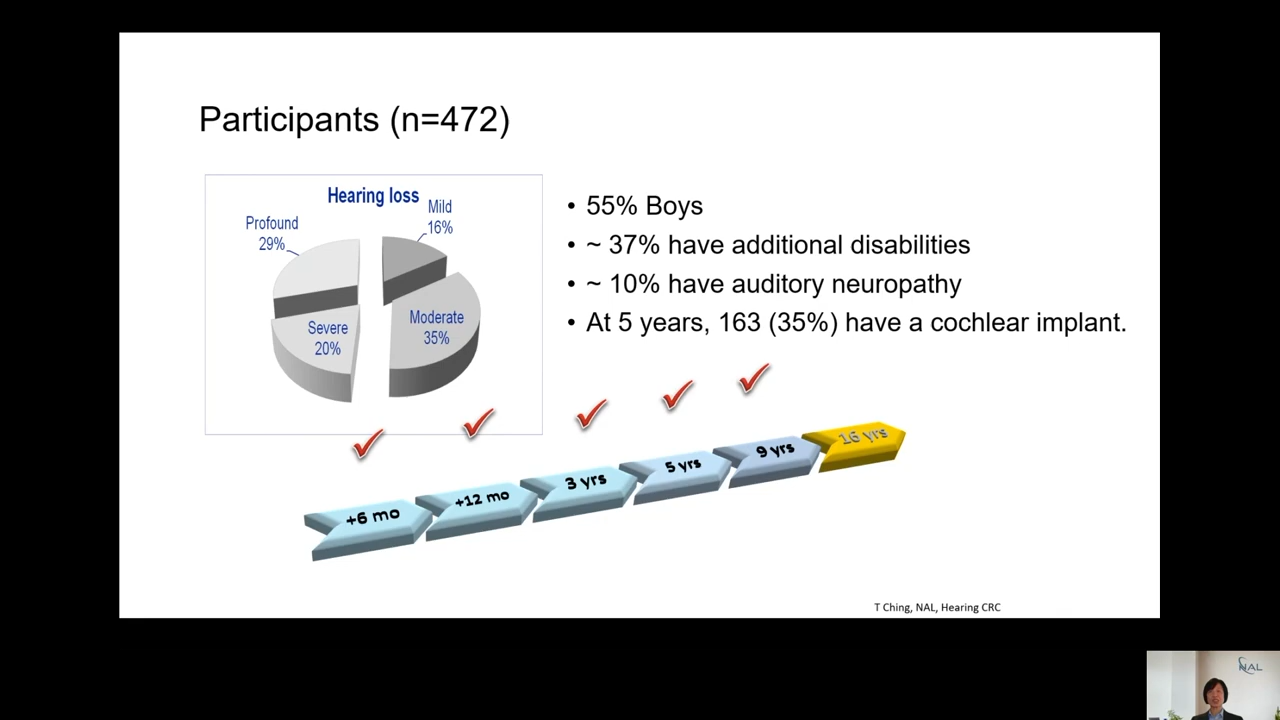 Participants (n=472)
Hearing loss
Mild
16%
Profound
29%
Moderate
35%
Severe
20%
• 55% Boys
• ~ 37% have additional disabilities
• ~ 10% have auditory neuropathy
• At 5 years, 163 (35%) have a cochlear implant.
+6 mo
+12 mo
3 yrs
5 yrs
9 yrs
16 yrs
T Ching, NAL, Hearing CRC
NAL